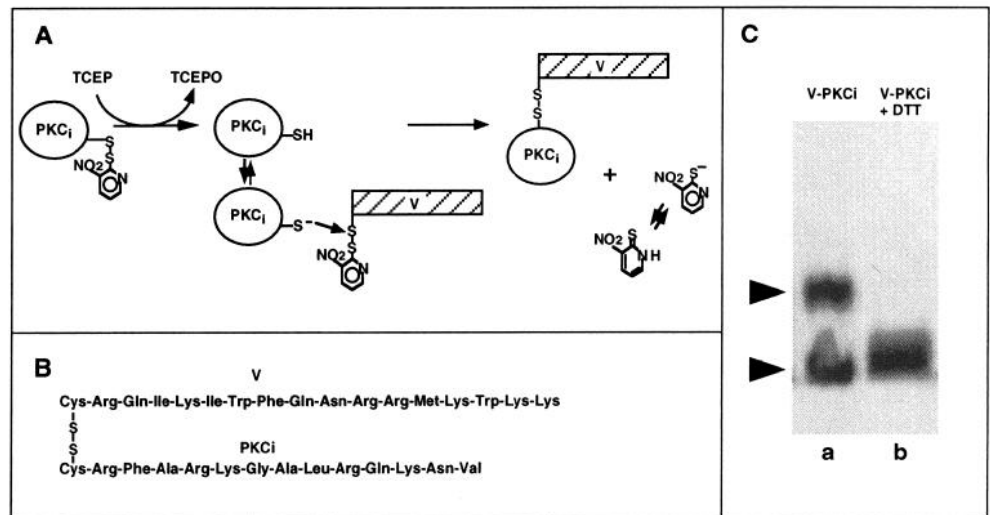 A
TCEP TCEPO
PKCi
S
S
NO2
N
PKCi -SH
PKCi -S-
V
S
S
NO2
N
V
S
S
PKCi
+
NO2 S-
N
NO2 S
NH
B
V
Cys-Arg-Gln-Ile-Lys-Ile-Trp-Phe-Gln-Asn-Arg-Arg-Met-Lys-Trp-Lys-Lys
S
S
PKCi
Cys-Arg-Phe-Ala-Arg-Lys-Gly-Ala-Leu-Arg-Gln-Lys-Asn-Val
C
V-PKCi V-PKCi
+ DTT
a b